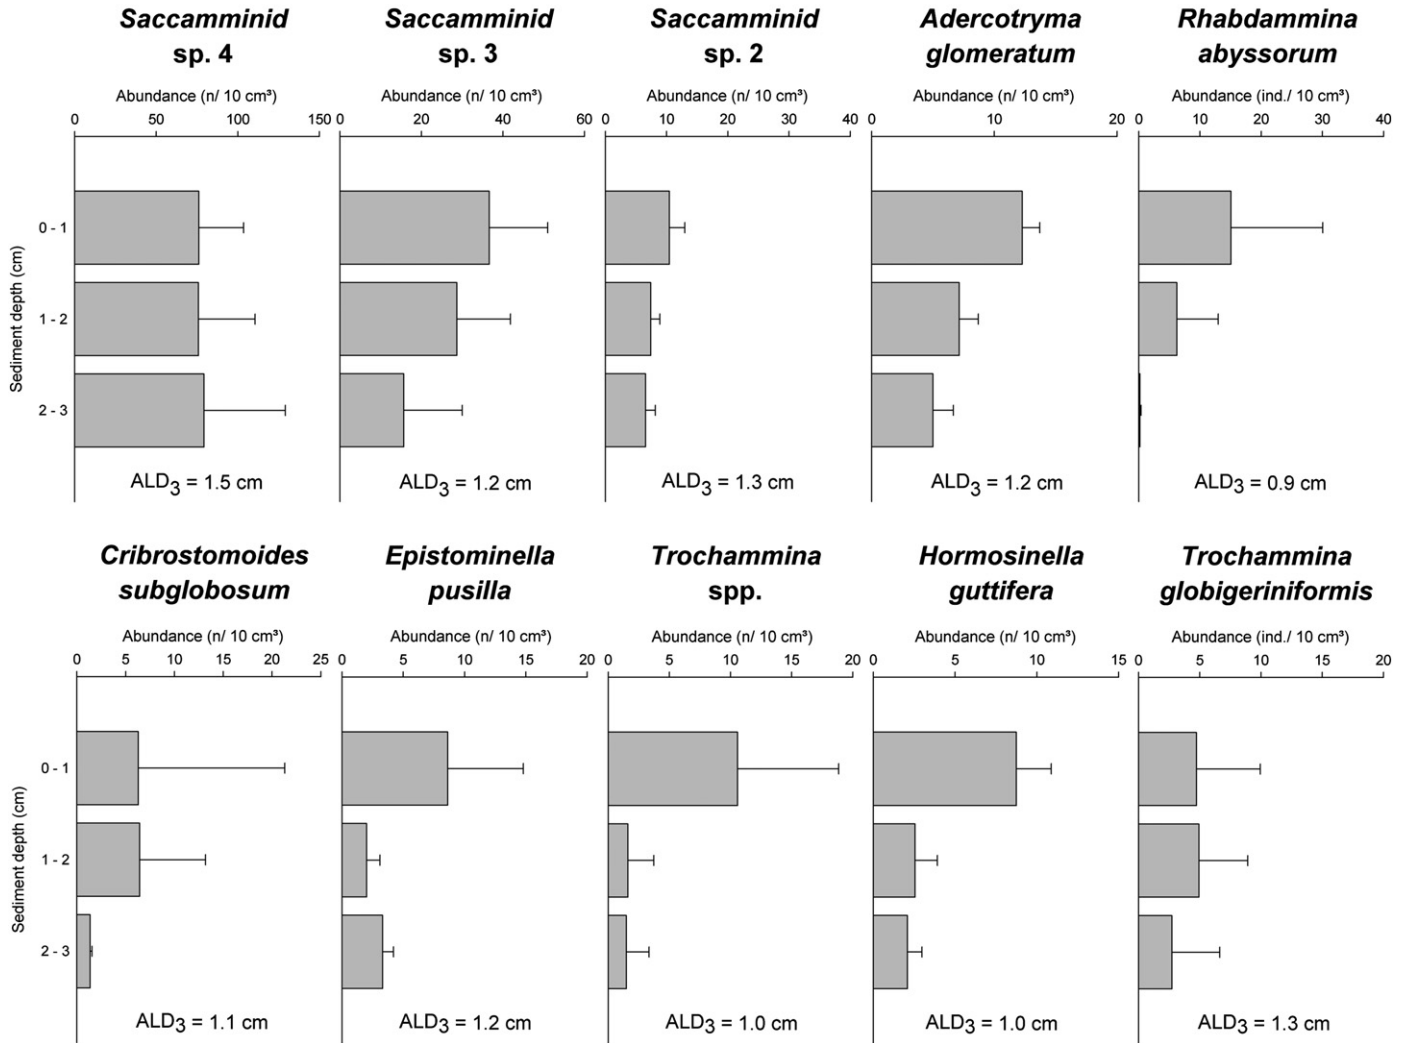 Saccamminid
sp. 4
Abundance (n/ 10 cm³)
0 50 100 150
Sediment depth (cm)
0 - 1
1 - 2
2 - 3
ALD3 = 1.5 cm
Saccamminid
sp. 3
Abundance (n/ 10 cm³)
0 20 40 60
ALD3 = 1.2 cm
Saccamminid
sp. 2
Abundance (n/ 10 cm³)
0 10 20 30 40
ALD3 = 1.3 cm
Adercotryma
glomeratum
Abundance (n/ 10 cm³)
0 10 20
ALD3 = 1.2 cm
Rhabdammina
abyssorum
Abundance (ind./ 10 cm³)
0 10 20 30 40
ALD3 = 0.9 cm
Cribrostomoides
subglobosum
Abundance (n/ 10 cm³)
0 5 10 15 20 25
Sediment depth (cm)
0 - 1
1 - 2
2 - 3
ALD3 = 1.1 cm
Epistominella
pusilla
Abundance (n/ 10 cm³)
0 5 10 15 20
ALD3 = 1.2 cm
Trochammina
spp.
Abundance (n/ 10 cm³)
0 5 10 15 20
ALD3 = 1.0 cm
Hormosinella
guttifera
Abundance (n/ 10 cm³)
0 5 10 15
ALD3 = 1.0 cm
Trochammina
globigeriniformis
Abundance (ind./ 10 cm³)
0 5 10 15 20
ALD3 = 1.3 cm